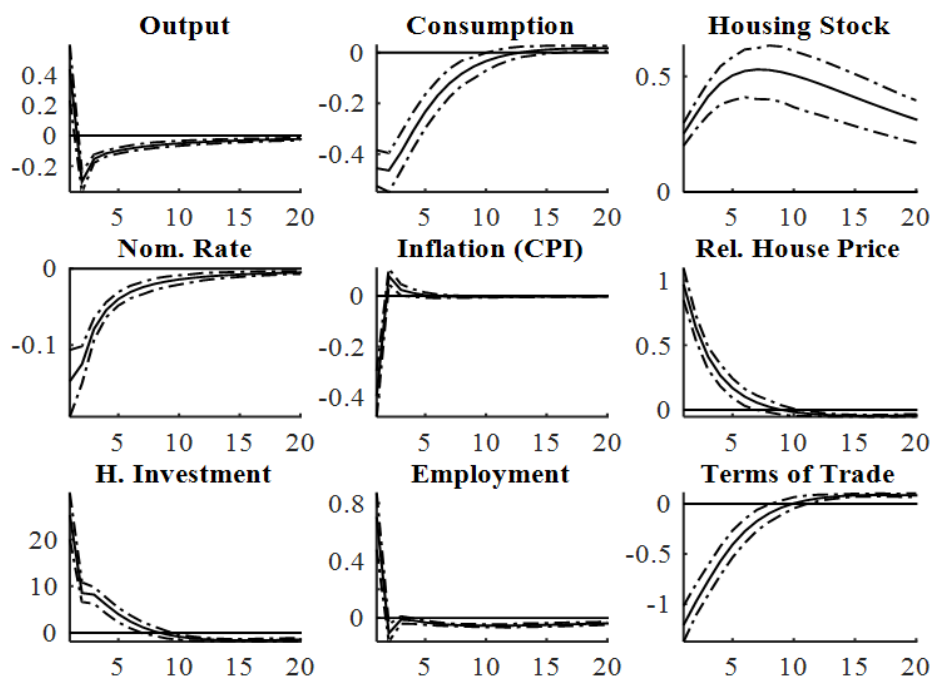 Output Consumption Housing Stock
0.4
0.2
0
-0.2
5 10 15 20
0
-0.2
-0.4
5 10 15 20
0.5
0
5 10 15 20
Nom. Rate Inflation (CPI) Rel. House Price
0
-0.1
5 10 15 20
0
-0.2
-0.4
5 10 15 20
1
0.5
0
5 10 15 20
H. Investment Employment Terms of Trade
20
10
0
5 10 15 20
0.8
0.4
0
5 10 15 20
0
-0.5
-1
5 10 15 20